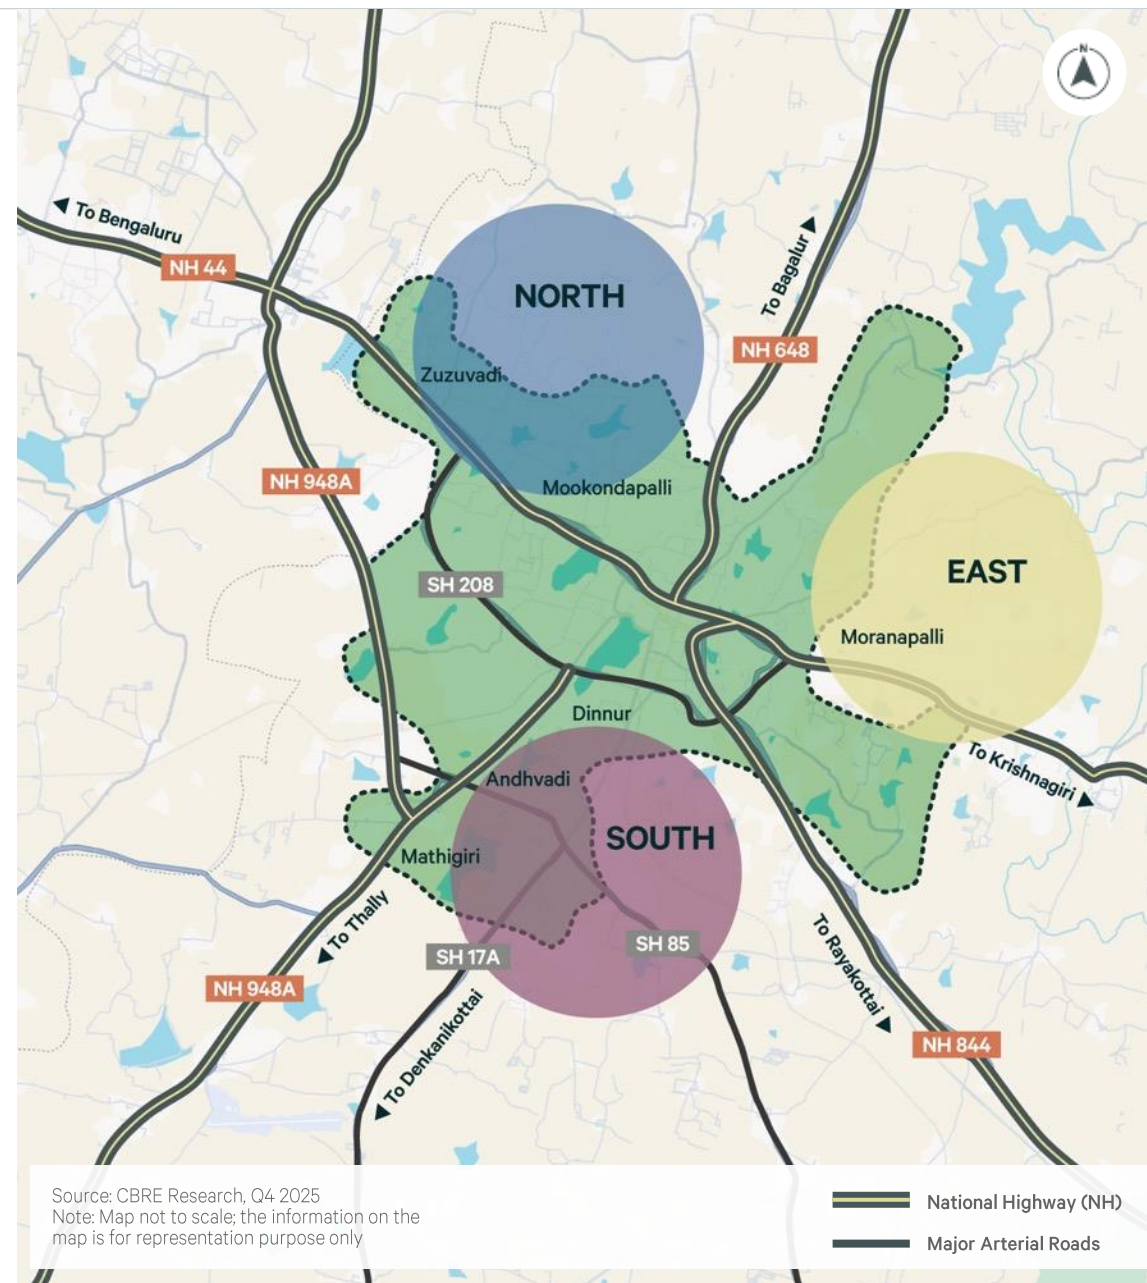 N
To Bengaluru
NH 44
NORTH
To Bagalur
NH 648
Zuzuvadi
NH 948A
Mookondapalli
EAST
SH 208
Moranapalli
Dinnur
To Krishnagiri
Andhvadi
SOUTH
Mathigiri
To Thally
SH 17A
SH 85
NH 948A
To Rayakottai
To Denkanikottai
NH 844
Source: CBRE Research, Q4 2025
Note: Map not to scale; the information on the
map is for representation purpose only
National Highway (NH)
Major Arterial Roads